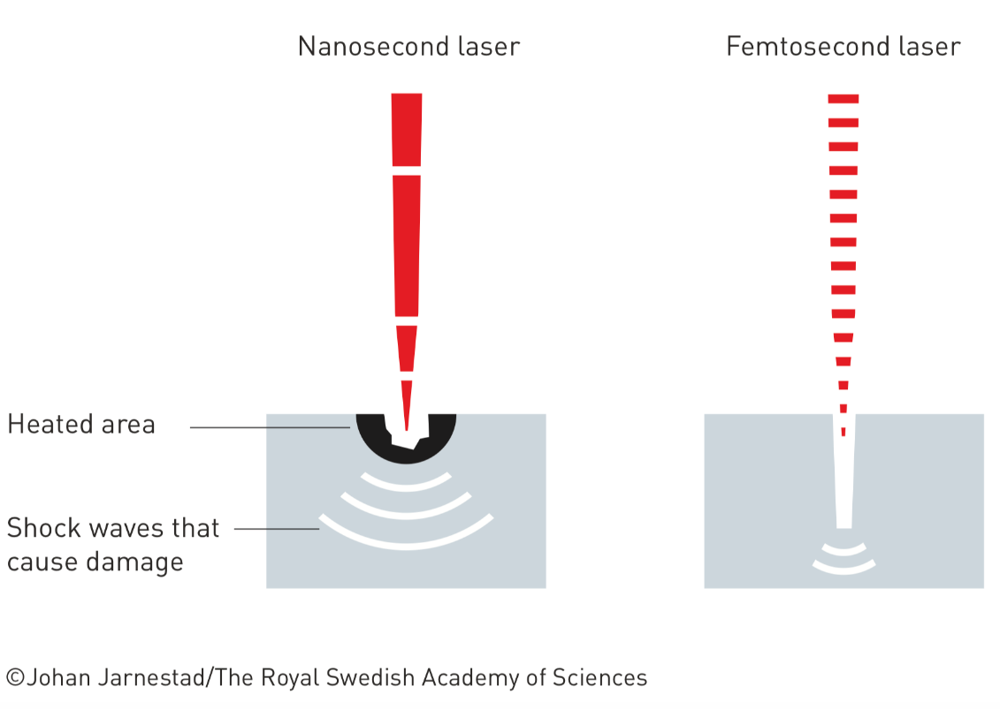 Nanosecond laser
Femtosecond laser
Heated area
Shock waves that
cause damage
©Johan Jarnestad/The Royal Swedish Academy of Sciences